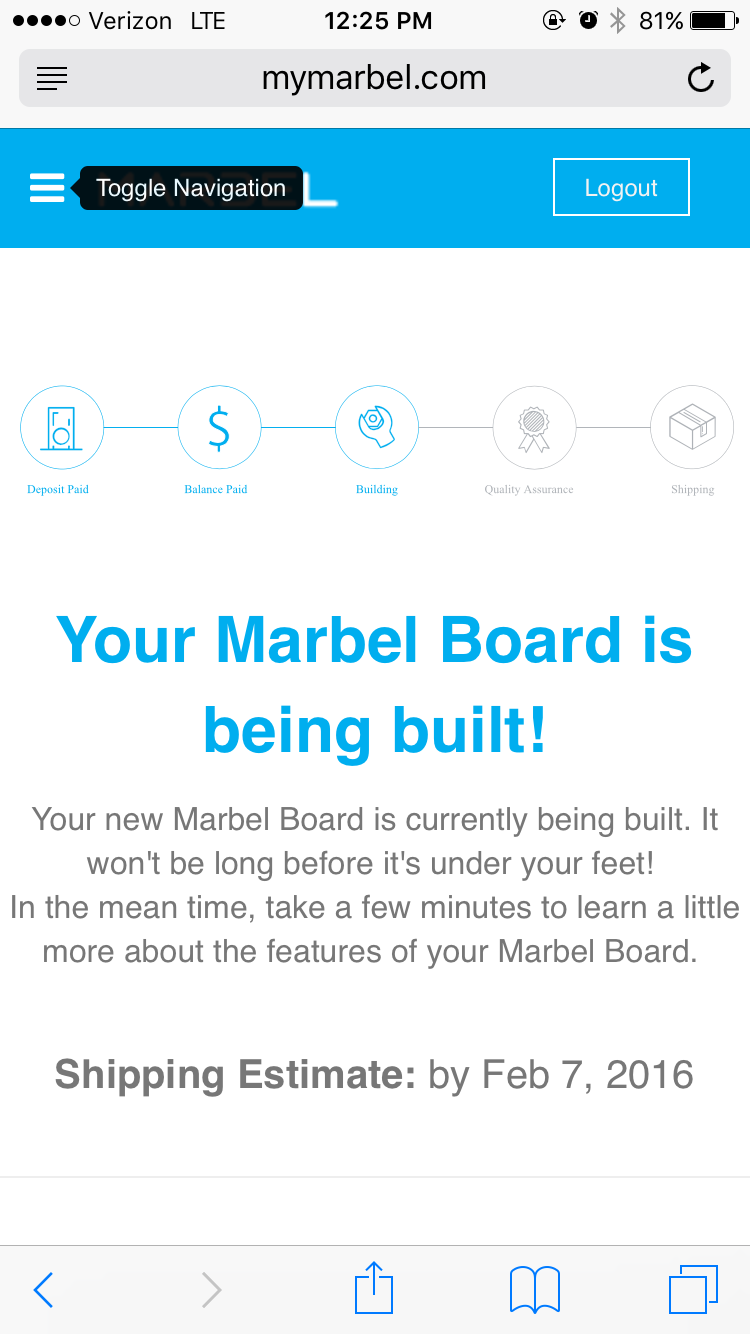 Verizon LTE 12:25 PM 81%
mymarbel.com
Toggle Navigation Logout
Deposit Paid Balance Paid Building Quality Assurance Shipping
Your Marbel Board is
being built!
Your new Marbel Board is currently being built. It
won't be long before it's under your feet!
In the mean time, take a few minutes to learn a little
more about the features of your Marbel Board.
Shipping Estimate: by Feb 7, 2016